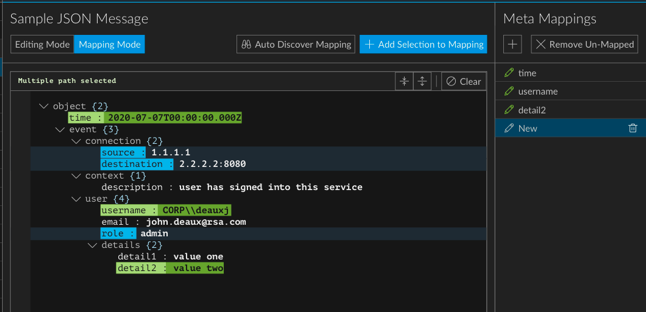 Sample JSON Message
Editing Mode Mapping Mode
Auto Discover Mapping
Add Selection to Mapping
Multiple path selected
Clear
object {2}
time : 2020-07-07T00:00:00.000Z
event {3}
connection {2}
source : 1.1.1.1
destination : 2.2.2.2:8080
context {1}
description : user has signed into this service
user {4}
username : CORP\\deauxj
email : john.deaux@rsa.com
role : admin
details {2}
detail1 : value one
detail2 : value two
Meta Mappings
Remove Un-Mapped
time
username
detail2
New